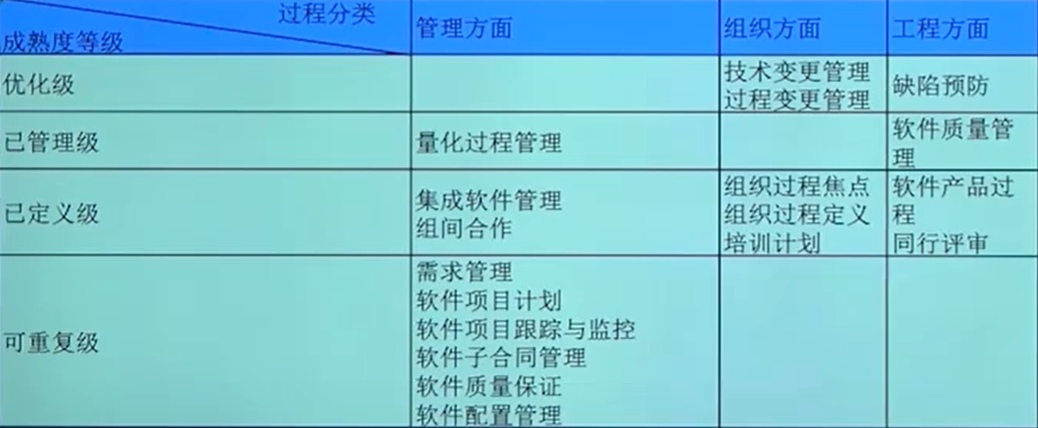 过程分类
成熟度等级
管理方面
组织方面
工程方面
优化级
技术变更管理
过程变更管理
缺陷预防
已管理级
量化过程管理
软件质量管
理
已定义级
集成软件管理
组间合作
组织过程焦点
组织过程定义
培训计划
软件产品过
程
同行评审
可重复级
需求管理
软件项目计划
软件项目跟踪与监控
软件子合同管理
软件质量保证
软件配置管理